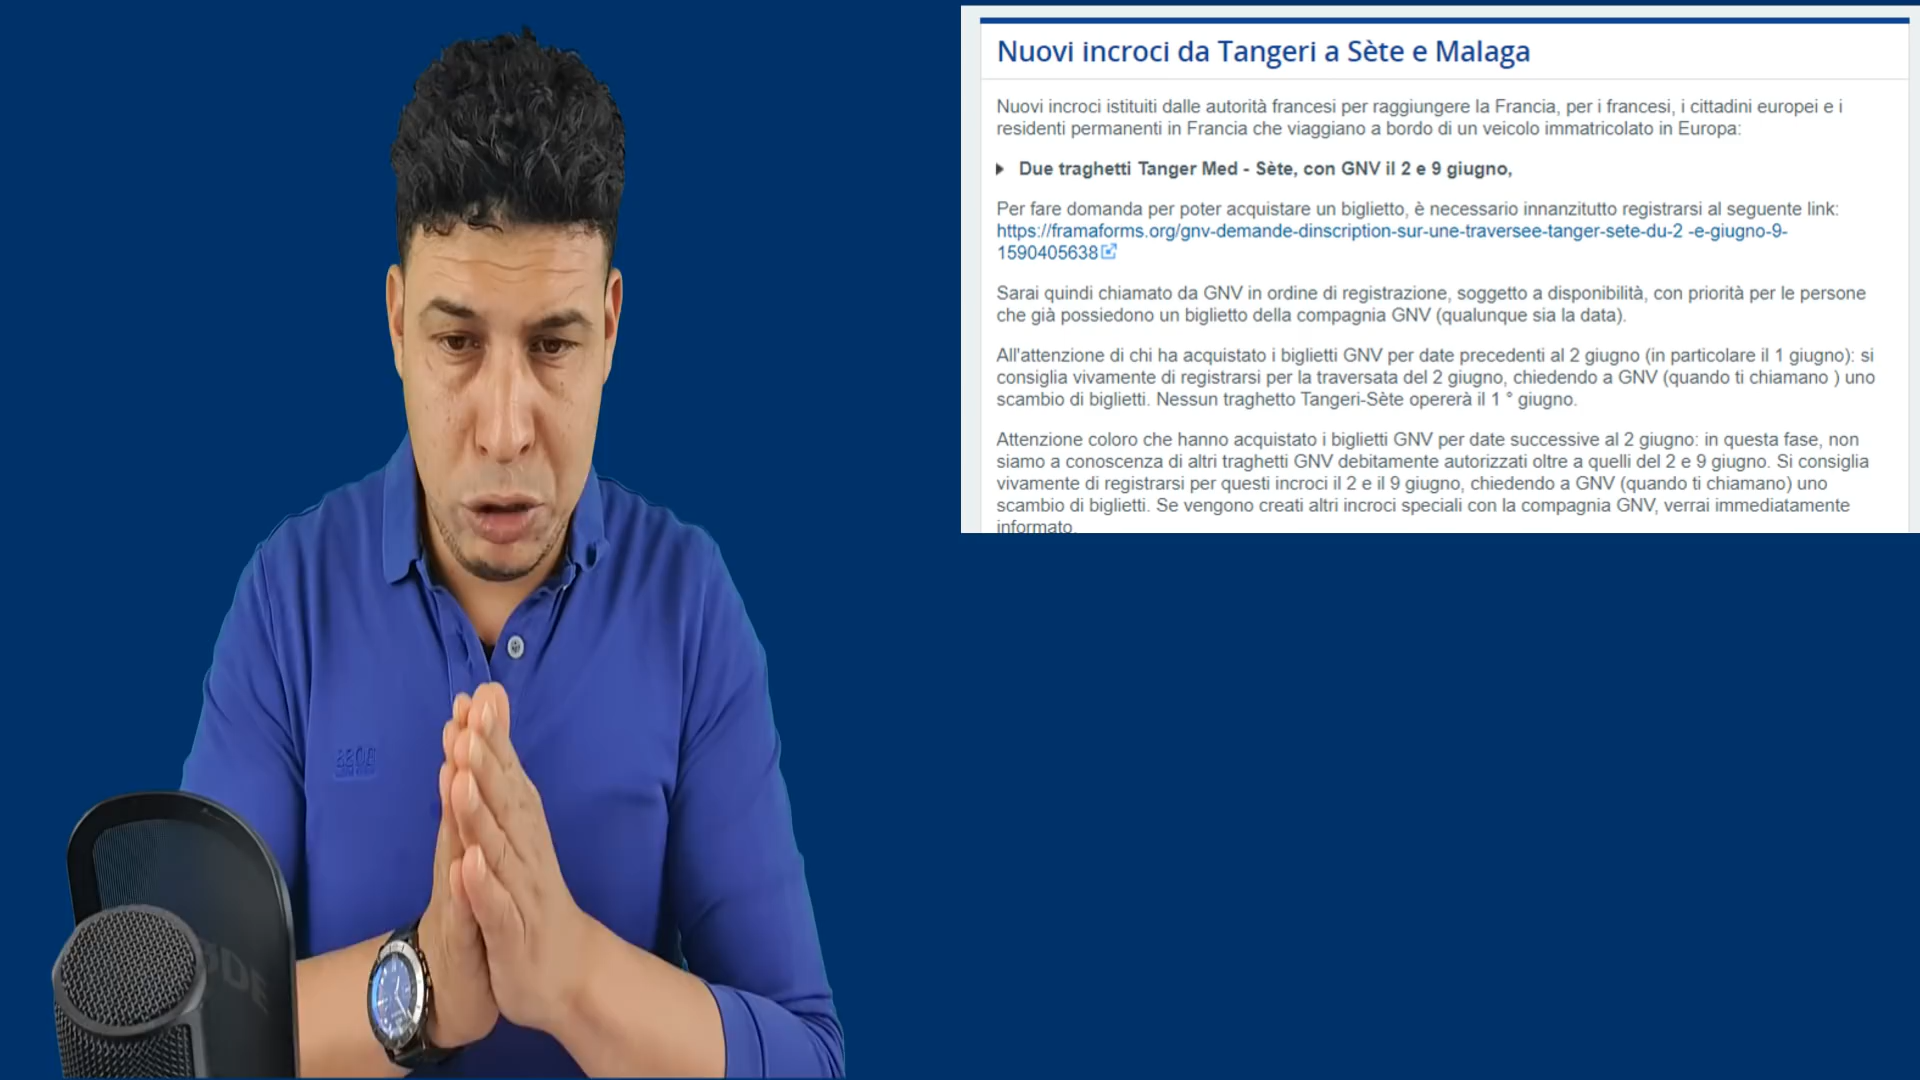 Nuovi incroci da Tangeri a Sète e Malaga
Nuovi incroci istituiti dalle autorità francesi per raggiungere la Francia, per i francesi, i cittadini europei e i
residenti permanenti in Francia che viaggiano a bordo di un veicolo immatricolato in Europa:
Due traghetti Tanger Med - Sète, con GNV il 2 e 9 giugno,
Per fare domanda per poter acquistare un biglietto, è necessario innanzitutto registrarsi al seguente link:
https://framaforms.org/gnv-demande-dinscription-sur-une-traversee-tanger-sete-du-2 -e-giugno-9-
1590405638
Sarai quindi chiamato da GNV in ordine di registrazione, soggetto a disponibilità, con priorità per le persone
che già possiedono un biglietto della compagnia GNV (qualunque sia la data).
All'attenzione di chi ha acquistato i biglietti GNV per date precedenti al 2 giugno (in particolare il 1 giugno): si
consiglia vivamente di registrarsi per la traversata del 2 giugno, chiedendo a GNV (quando ti chiamano ) uno
scambio di biglietti. Nessun traghetto Tangeri-Sète opererà il 1 ° giugno.
Attenzione coloro che hanno acquistato i biglietti GNV per date successive al 2 giugno: in questa fase, non
siamo a conoscenza di altri traghetti GNV debitamente autorizzati oltre a quelli del 2 e 9 giugno. Si consiglia
vivamente di registrarsi per questi incroci il 2 e il 9 giugno, chiedendo a GNV (quando ti chiamano) uno
scambio di biglietti. Se vengono creati altri incroci speciali con la compagnia GNV, verrai immediatamente
informato.